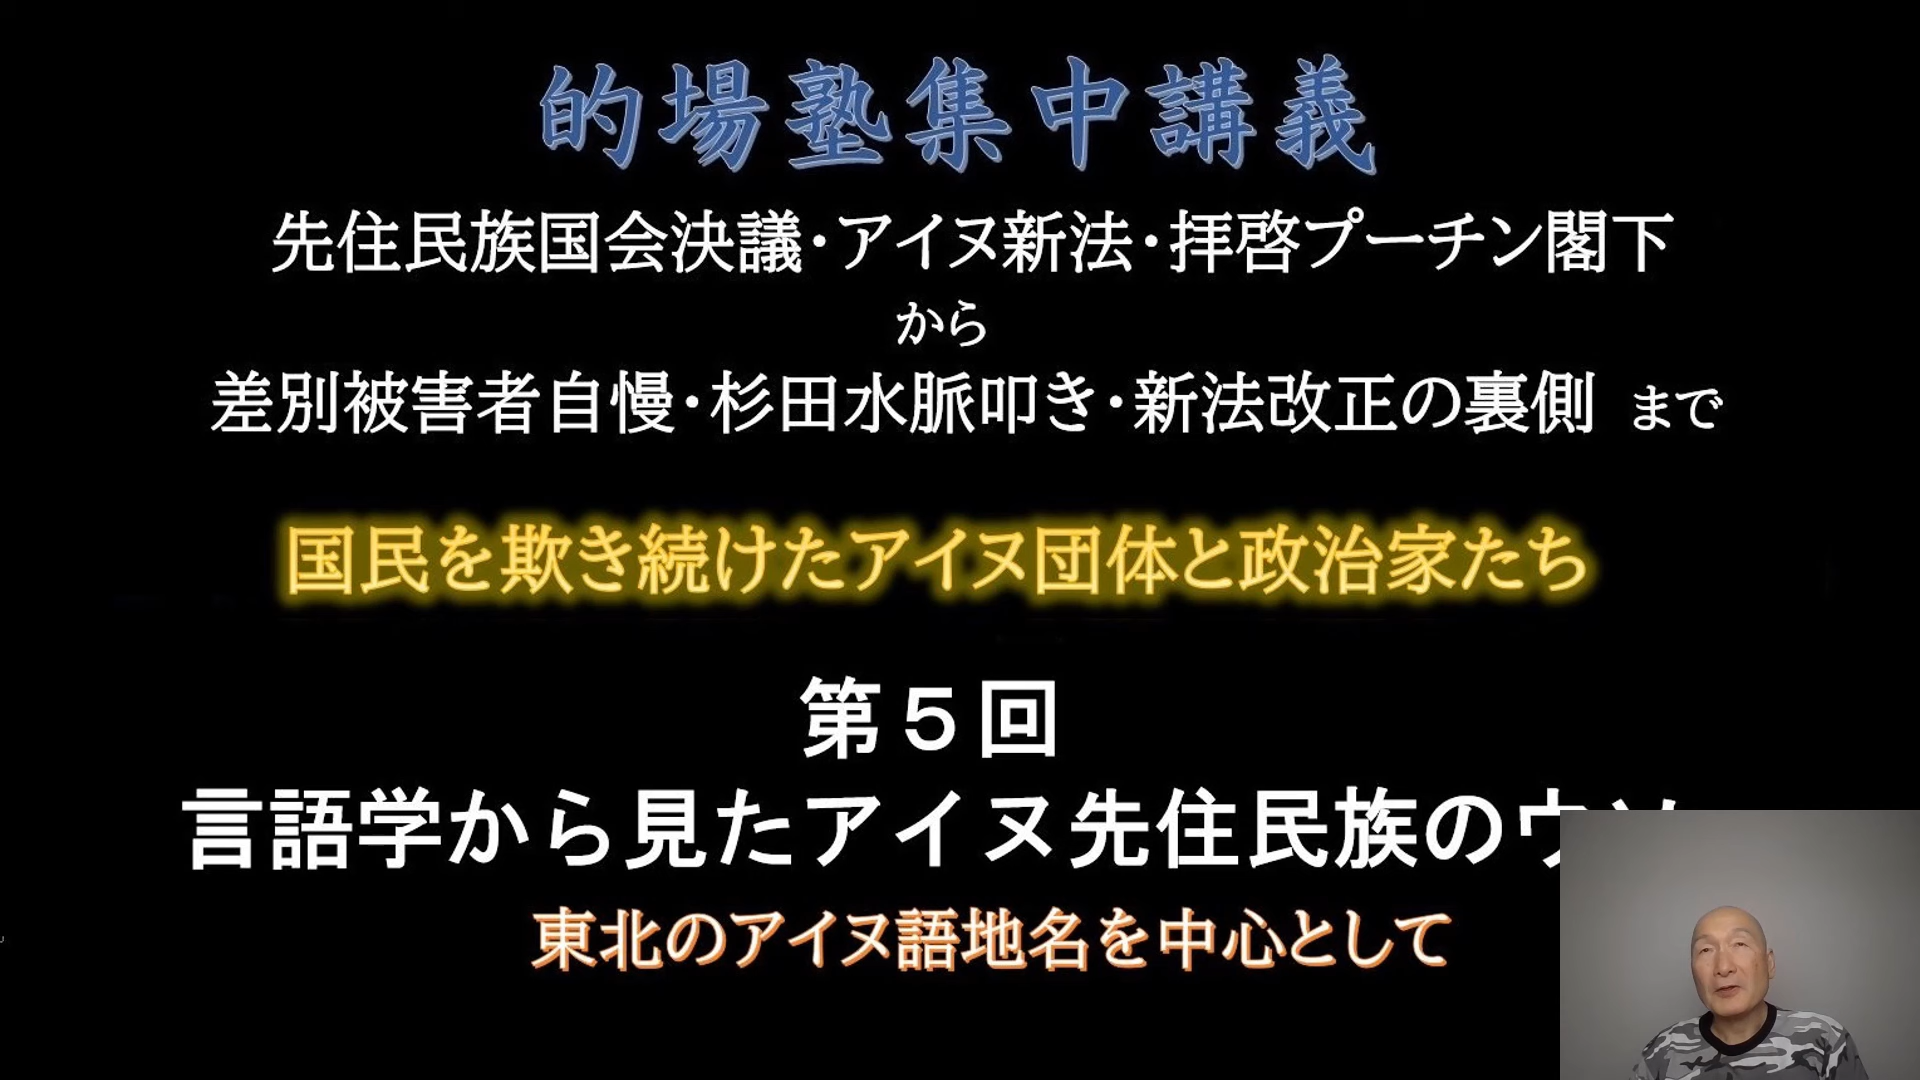 的場塾集中講義
先住民族国会決議・アイヌ新法・拝啓プーチン閣下
から
差別被害者自慢・杉田水脈叩き・新法改正の裏側 まで
国民を欺き続けたアイヌ団体と政治家たち
第５回
言語学から見たアイヌ先住民族の
東北のアイヌ語地名を中心として